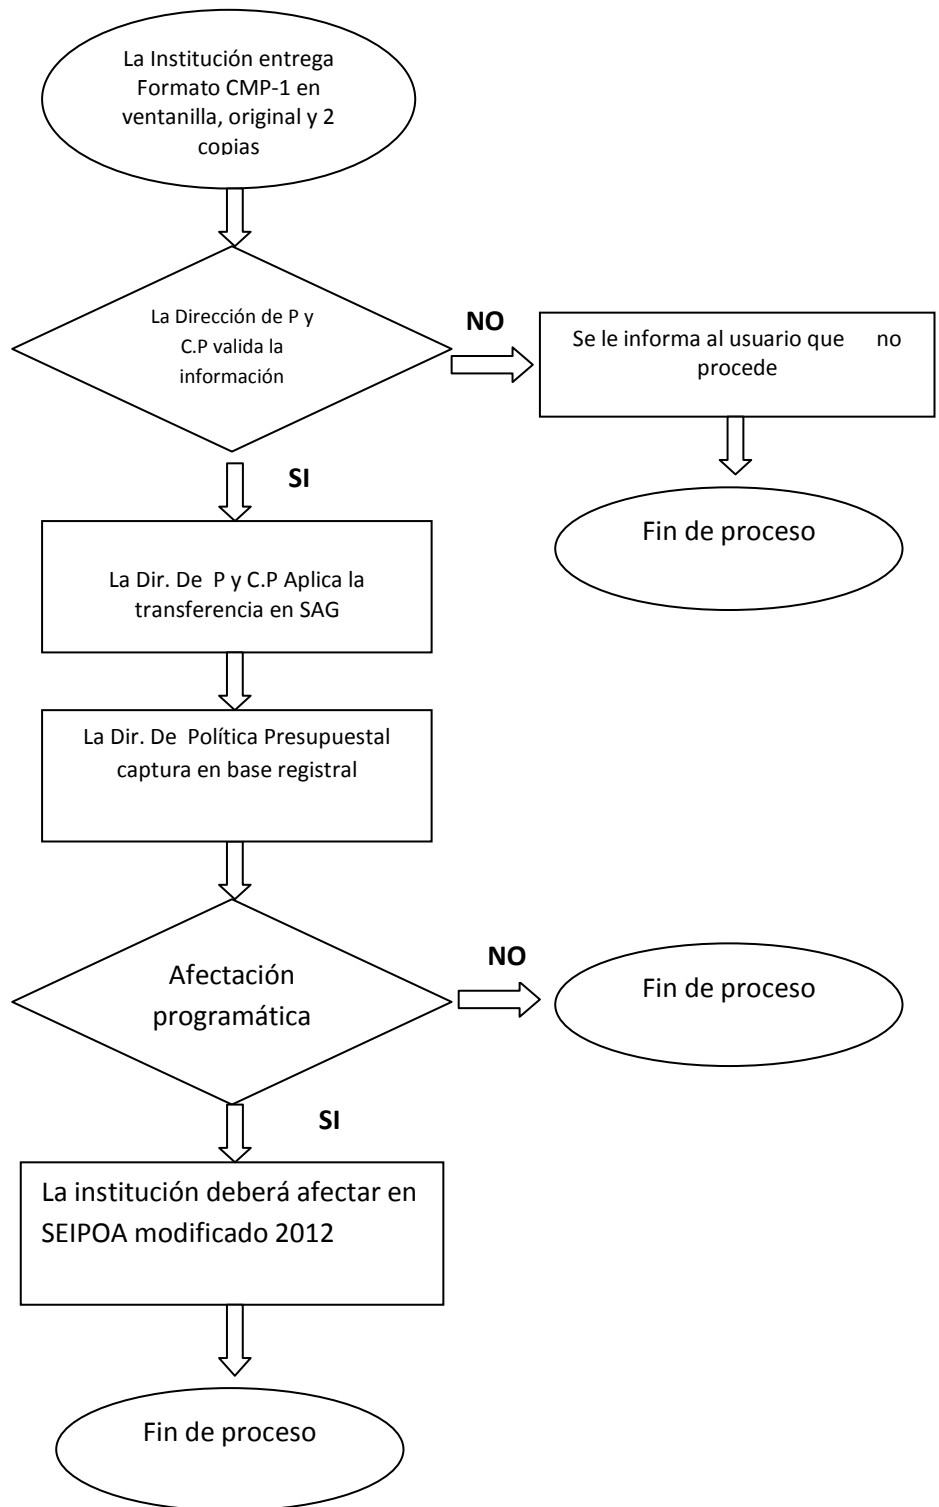 La Institución entrega
Formato CMP-1 en
ventanilla, original y 2
copias
La Dirección de P y
C.P valida la
información
NO
Se le informa al usuario que no
procede
Fin de proceso
SI
La Dir. De P y C.P Aplica la
transferencia en SAG
La Dir. De Política Presupuestal
captura en base registral
Afectación
programática
NO
Fin de proceso
SI
La institución deberá afectar en
SEIPOA modificado 2012
Fin de proceso